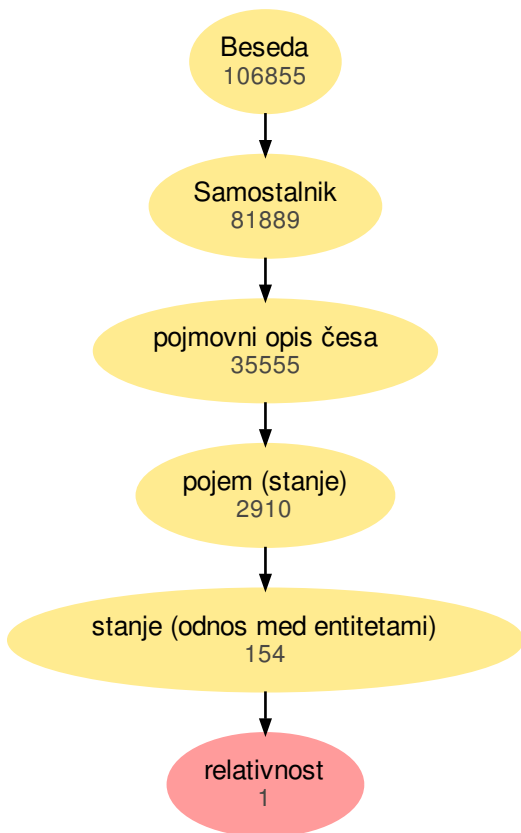 Beseda
106855
Samostalnik
81889
pojmovni opis česa
35555
pojem (stanje)
2910
stanje (odnos med entitetami)
154
relativnost
1